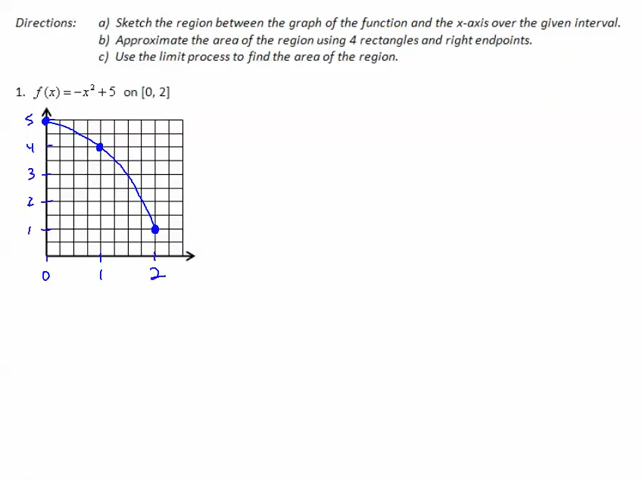 Directions: a) Sketch the region between the graph of the function and the x-axis over the given interval.
b) Approximate the area of the region using 4 rectangles and right endpoints.
c) Use the limit process to find the area of the region.
1. f(x) = −x² + 5 on [0, 2]
5
4
3
2
1
0 1 2